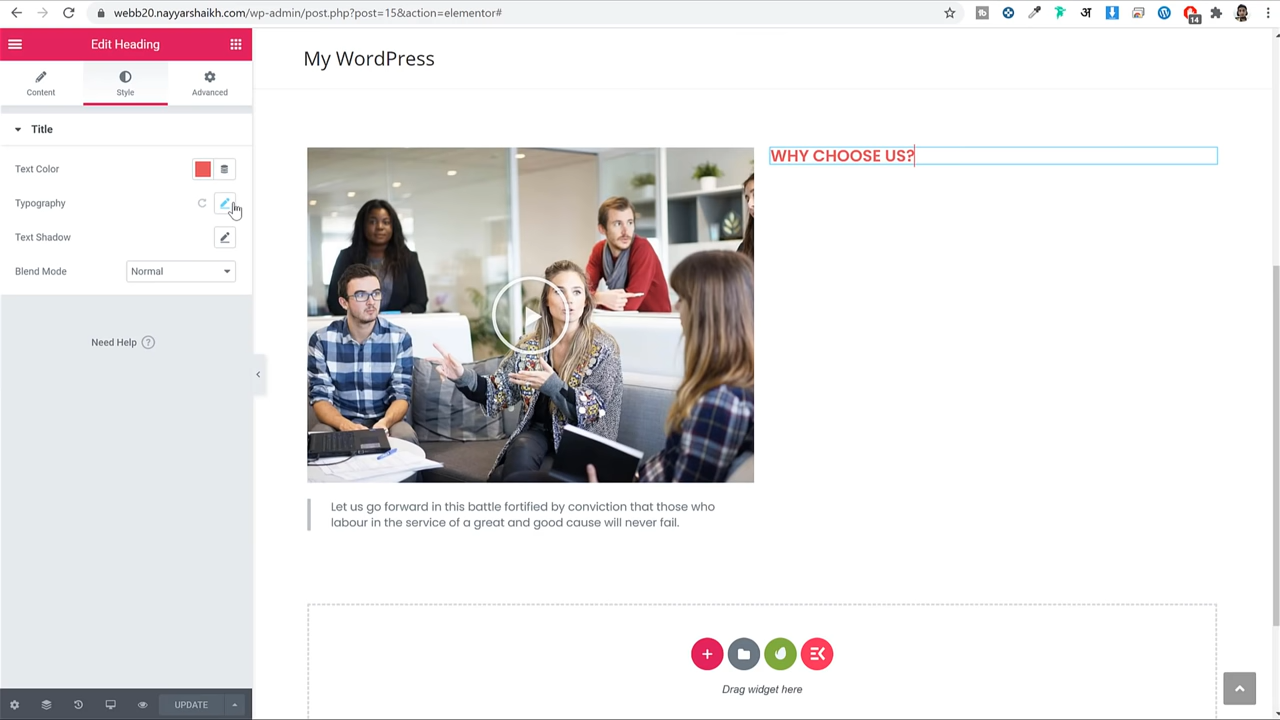 webb20.nayyarshaikh.com/wp-admin/post.php?post=15&action=elementor#
अ
14
Edit Heading
Content
Style
Advanced
Title
Text Color
Typography
Text Shadow
Blend Mode
Normal
Need Help ?
UPDATE
My WordPress
WHY CHOOSE US?
Let us go forward in this battle fortified by conviction that those who
labour in the service of a great and good cause will never fail.
Drag widget here